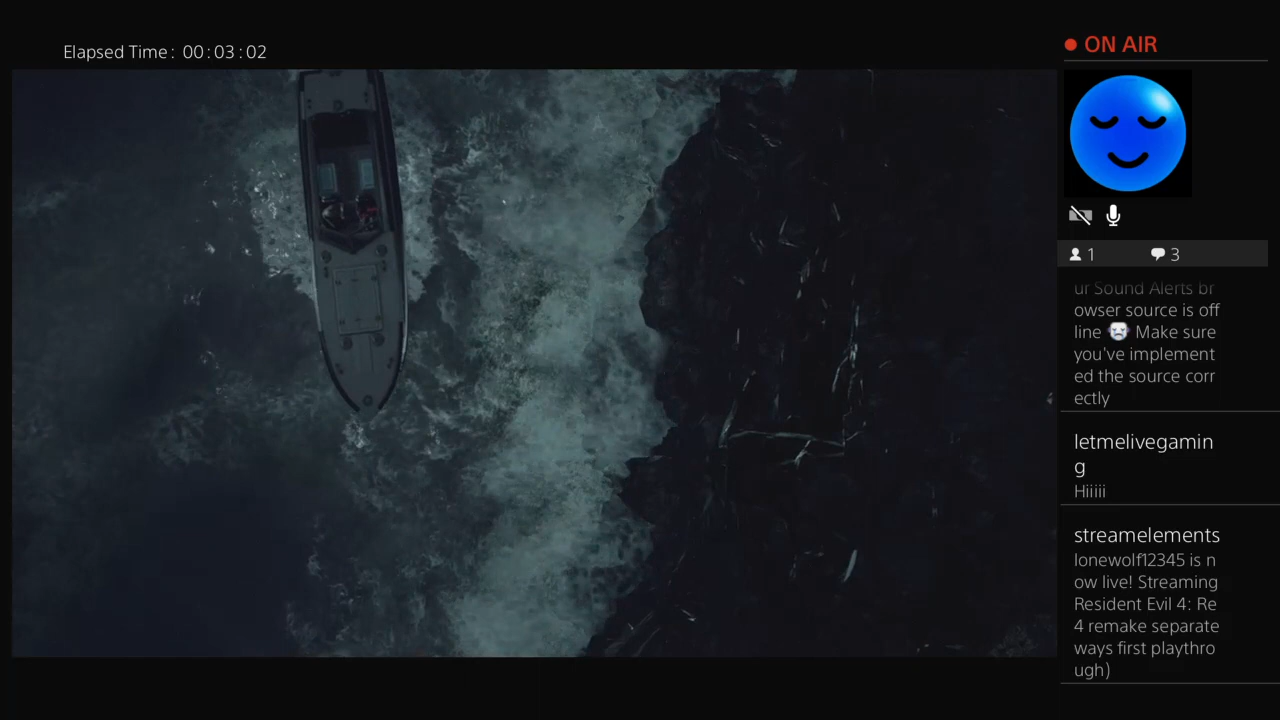 Elapsed Time: 00:03:02
ON AIR
1 3
ur Sound Alerts br
owser source is off
line Make sure
you've implement
ed the source corr
ectly
letmelivegamin
g
Hiiiii
streamelements
lonewolf12345 is n
ow live! Streaming
Resident Evil 4: Re
4 remake separate
ways first playthro
ugh)